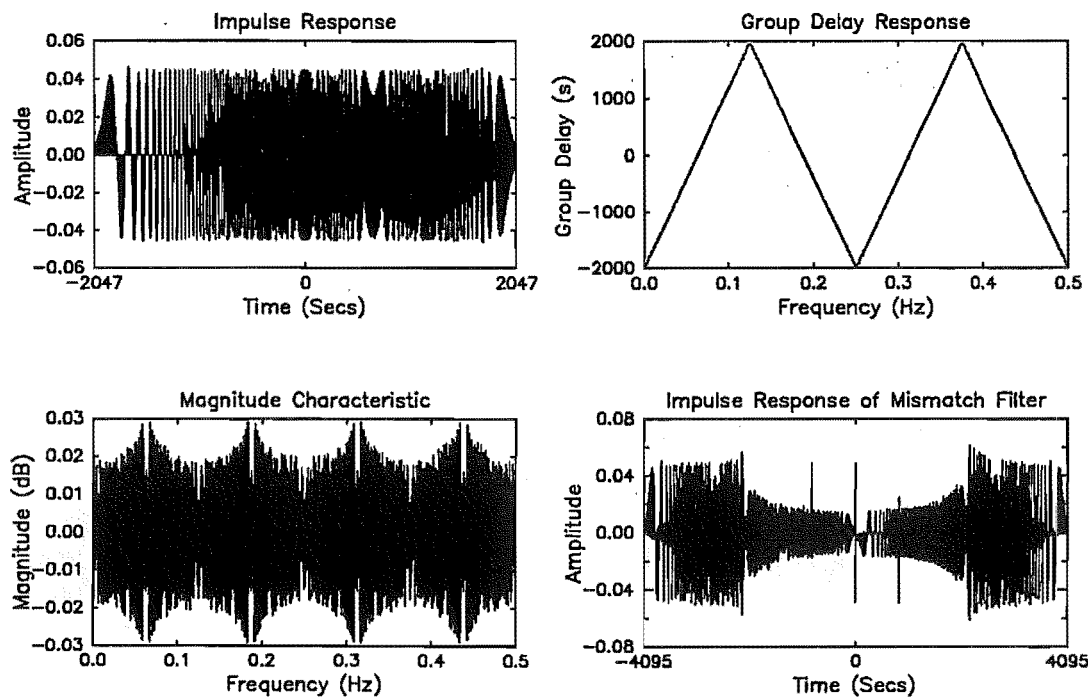 Impulse Response
0.06
0.04
0.02
0.00
−0.02
−0.04
−0.06
Amplitude
−2047 0 2047
Time (Secs)
Group Delay Response
2000
1000
0
−1000
−2000
Group Delay (s)
0.0 0.1 0.2 0.3 0.4 0.5
Frequency (Hz)
Magnitude Characteristic
0.03
0.02
0.01
0.00
−0.01
−0.02
−0.03
Magnitude (dB)
0.0 0.1 0.2 0.3 0.4 0.5
Frequency (Hz)
Impulse Response of Mismatch Filter
0.08
0.04
0.00
−0.04
−0.08
Amplitude
−4095 0 4095
Time (Secs)